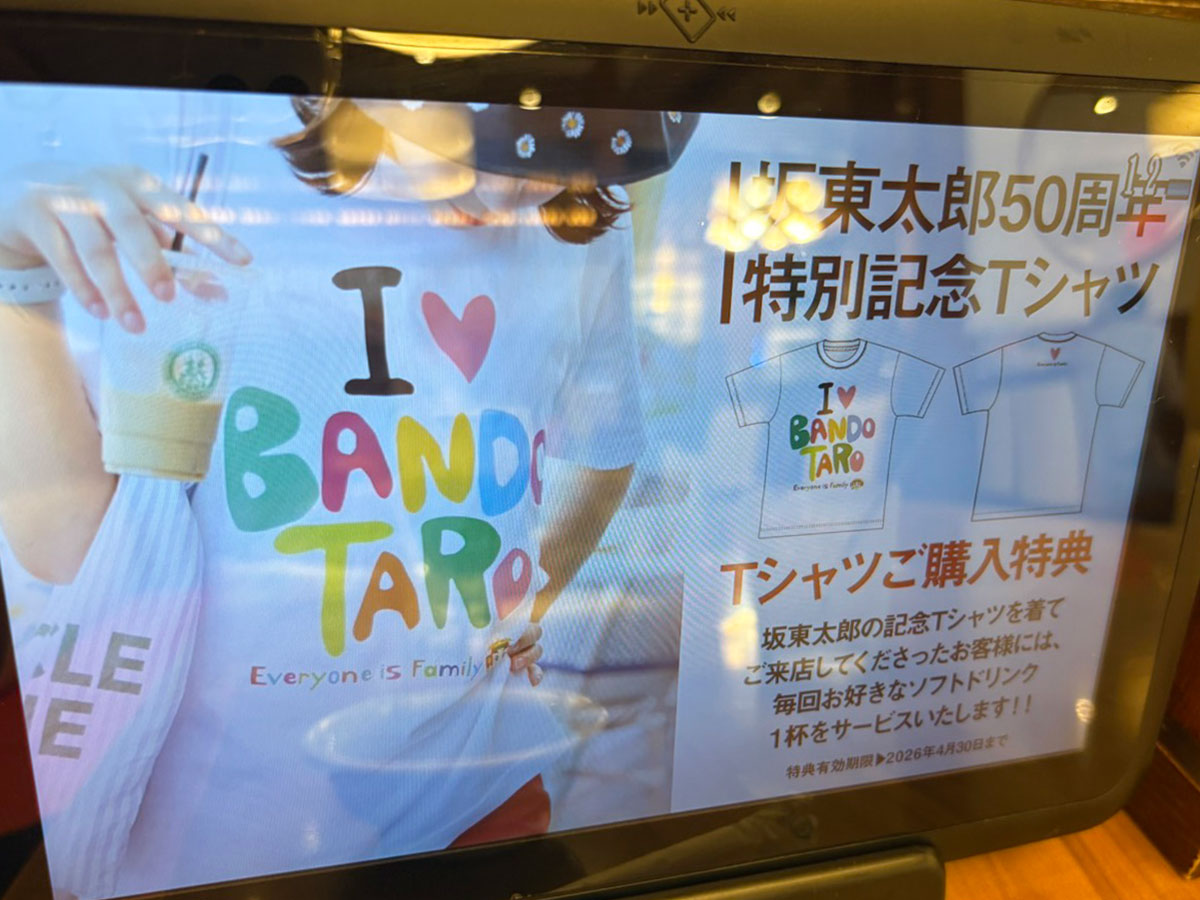 I ♥
BANDO
TARO
Everyone is Family
坂東太郎50周年
特別記念Tシャツ
1-2
I ♥
BANDO
TARO
Everyone is Family
Tシャツご購入特典
坂東太郎の記念Tシャツを着て
ご来店してくださったお客様には、
毎回お好きなソフトドリンク
1杯をサービスいたします!!
特典有効期限▶2026年4月30日まで